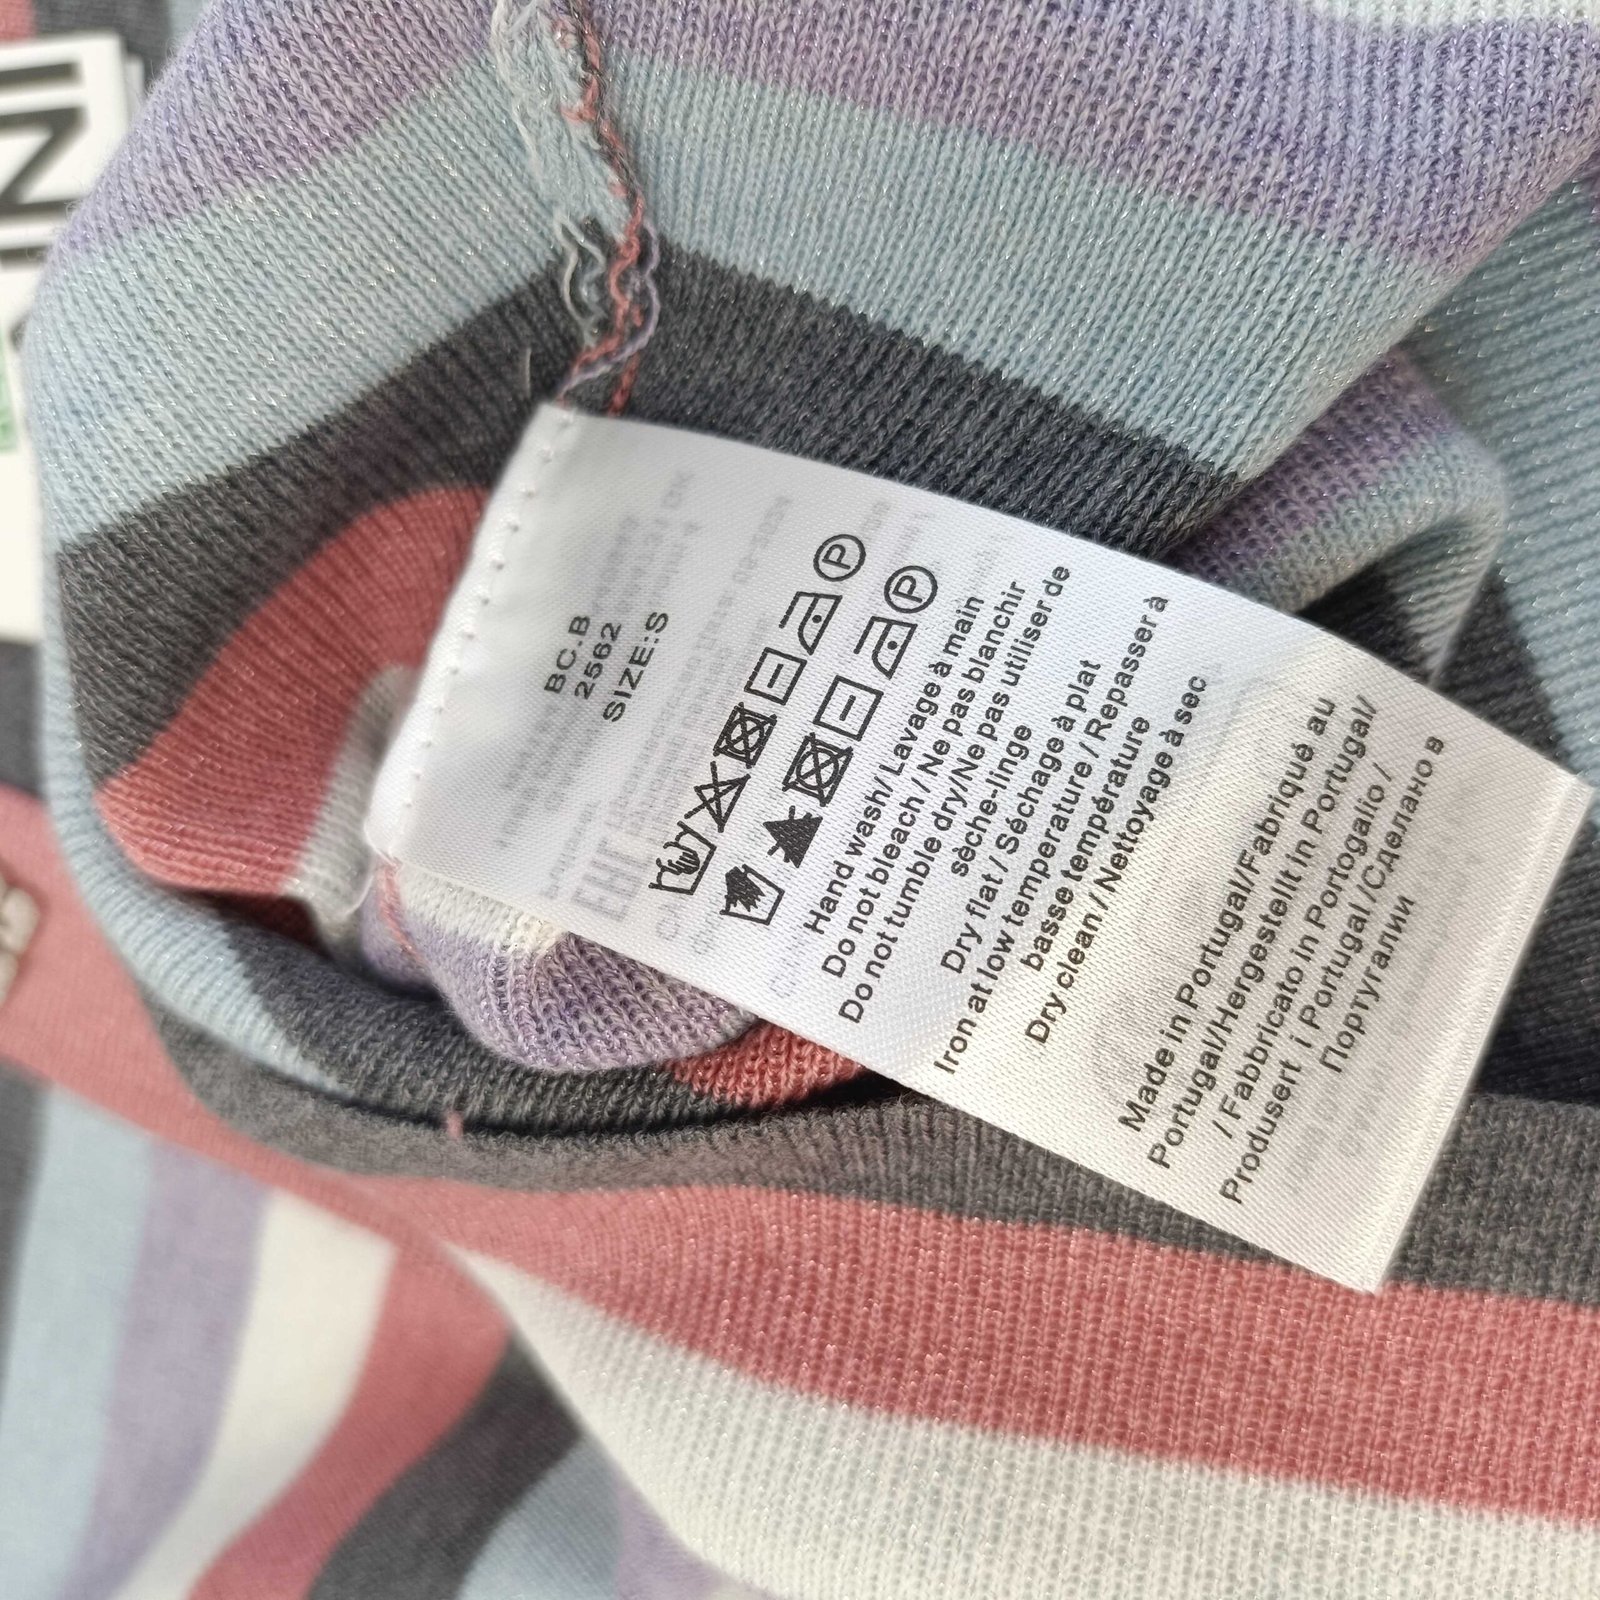 BC.B
2562
SIZE:S
Hand wash/Lavage à main
Do not bleach / Ne pas blanchir
Do not tumble dry/Ne pas utiliser de
sèche-linge
Dry flat / Séchage à plat
Iron at low temperature / Repasser à
basse température
Dry clean / Nettoyage à sec
Made in Portugal/Fabriqué au
Portugal/Hergestellt in Portugal/
/ Fabbricato in Portogalio /
Produsert i Portugal /Сделано в
Португалии